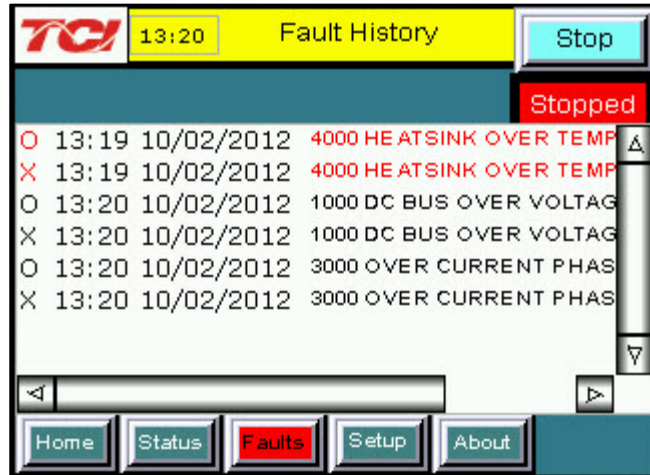 TCI 13:20 Fault History Stop
Stopped
O 13:19 10/02/2012 4000 HEATSINK OVER TEMP
X 13:19 10/02/2012 4000 HEATSINK OVER TEMP
O 13:20 10/02/2012 1000 DC BUS OVER VOLTAG
X 13:20 10/02/2012 1000 DC BUS OVER VOLTAG
O 13:20 10/02/2012 3000 OVER CURRENT PHAS
X 13:20 10/02/2012 3000 OVER CURRENT PHAS
Home Status Faults Setup About